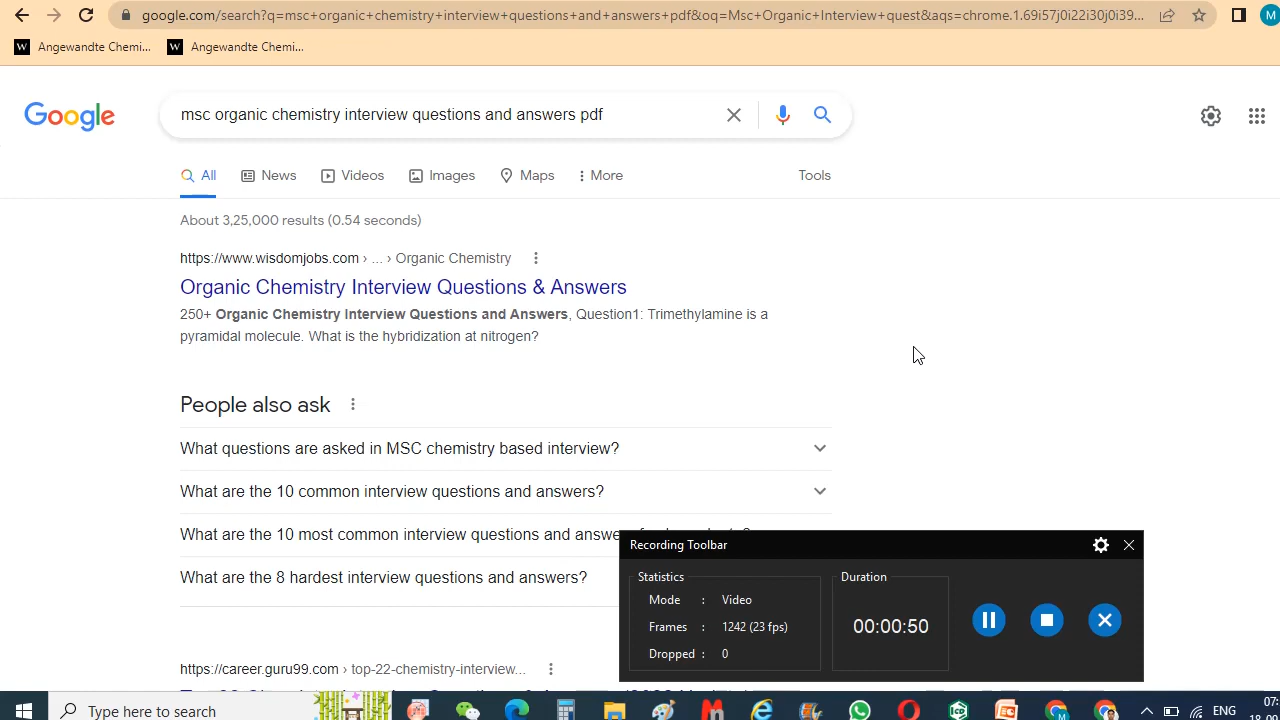 google.com/search?q=msc+organic+chemistry+interview+questions+and+answers+pdf&oq=Msc+Organic+Interview+quest&aqs=chrome.1.69i57j0i22i30j0i39...
M
W Angewandte Chemi...
W Angewandte Chemi...
Google
msc organic chemistry interview questions and answers pdf
All
News
Videos
Images
Maps
More
Tools
About 3,25,000 results (0.54 seconds)
https://www.wisdomjobs.com › ... › Organic Chemistry
Organic Chemistry Interview Questions & Answers
250+ Organic Chemistry Interview Questions and Answers, Question1: Trimethylamine is a
pyramidal molecule. What is the hybridization at nitrogen?
People also ask
What questions are asked in MSC chemistry based interview?
What are the 10 common interview questions and answers?
What are the 10 most common interview questions and
What are the 8 hardest interview questions and answers?
https://career.guru99.com › top-22-chemistry-interview...
Recording Toolbar
Statistics
Mode : Video
Frames : 1242 (23 fps)
Dropped : 0
Duration
00:00:50
Type here to search
ENG